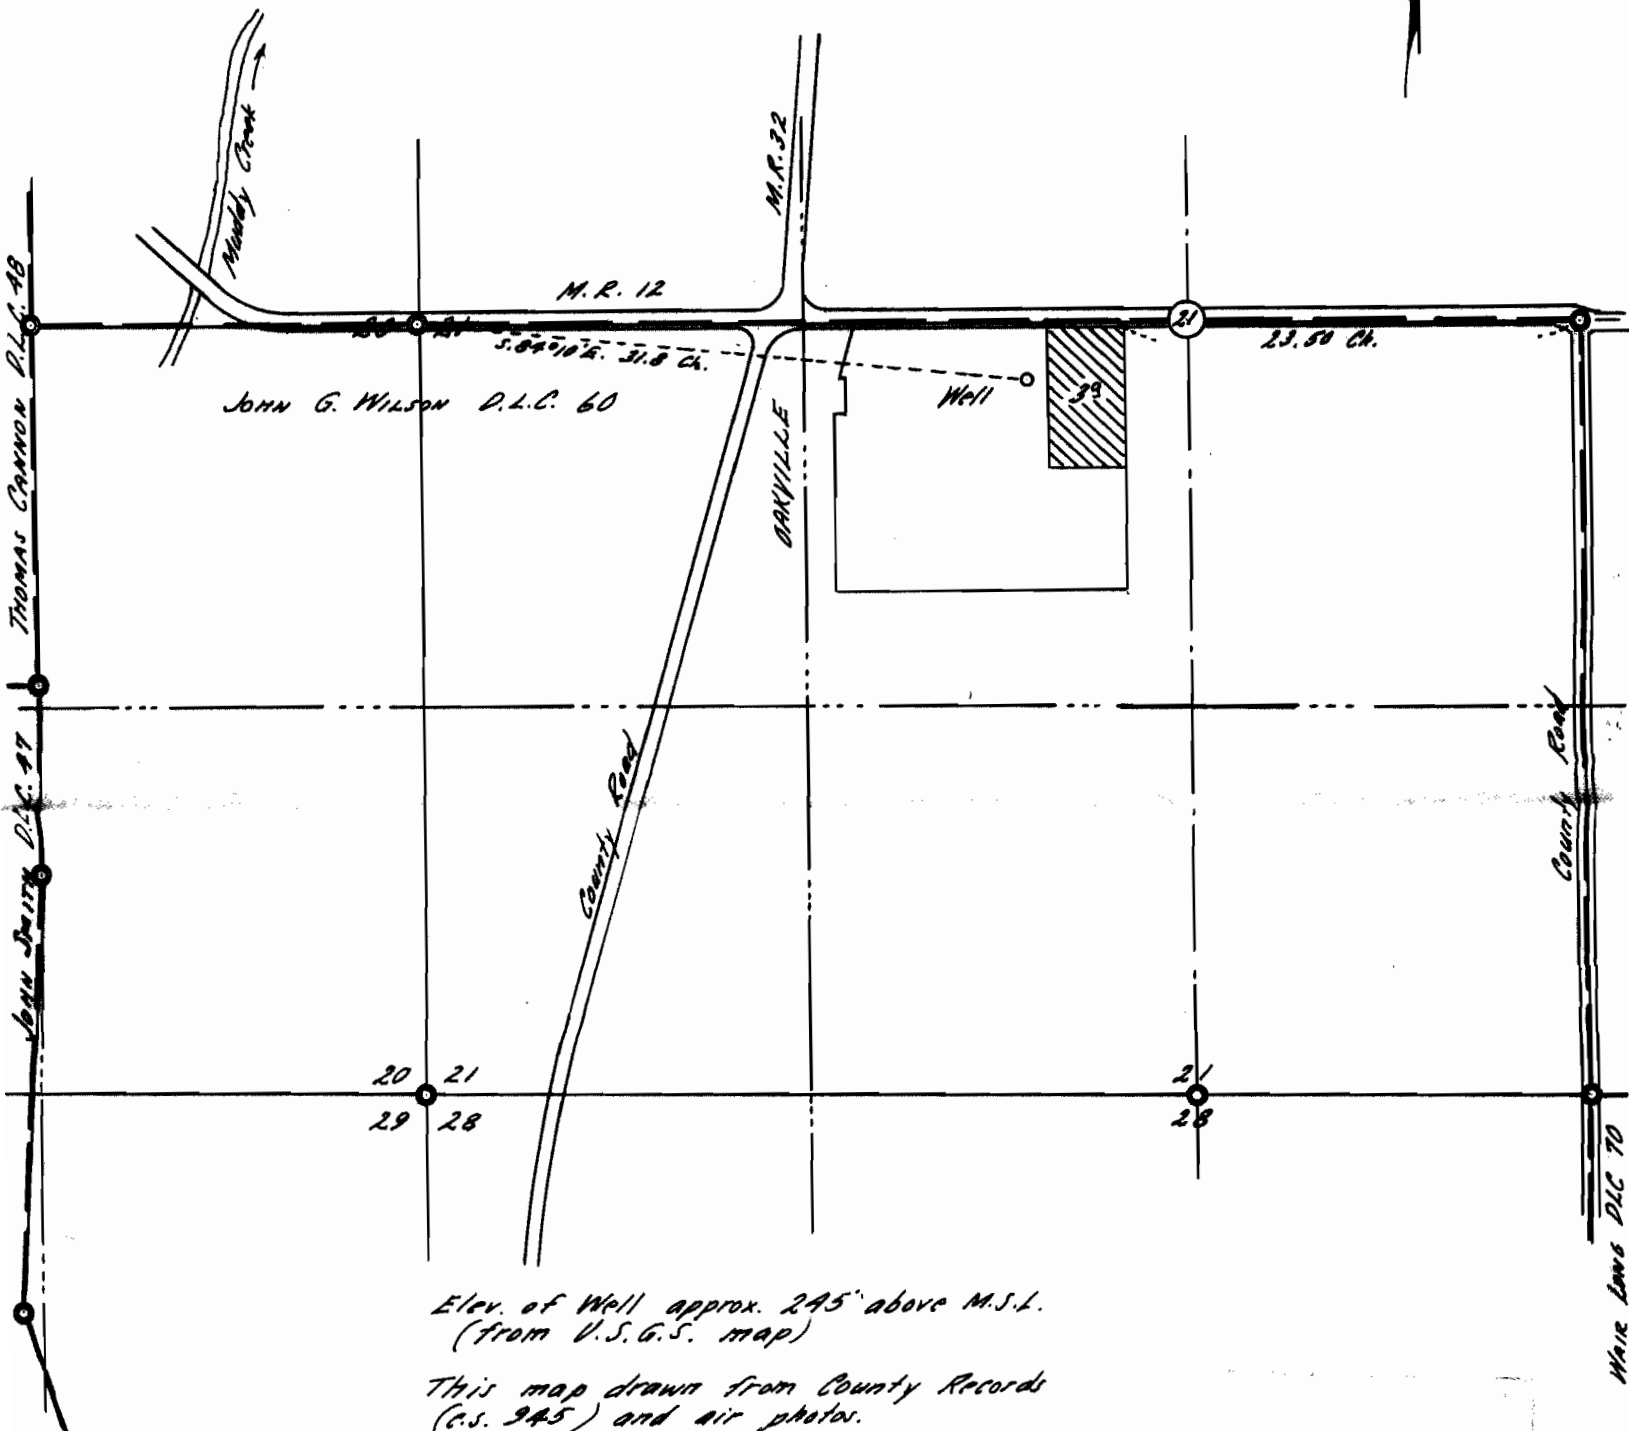 Muddy Creek
M.R. 32
M.R. 12
THOMAS CANNON D.L.C. 48
21
S.84°10'E. 31.8 Ch.
23.50 Ch.
JOHN G. WILSON D.L.C. 60
Well
39
OAKVILLE
County Road
County Road
JOHN SMITH D.L.C. 47
20 21
29 28
21
28
WAIR LONG DLC 70
Elev. of Well approx. 245' above M.S.L.
(from U.S.G.S. map)
This map drawn from County Records
(C.S. 945) and air photos.